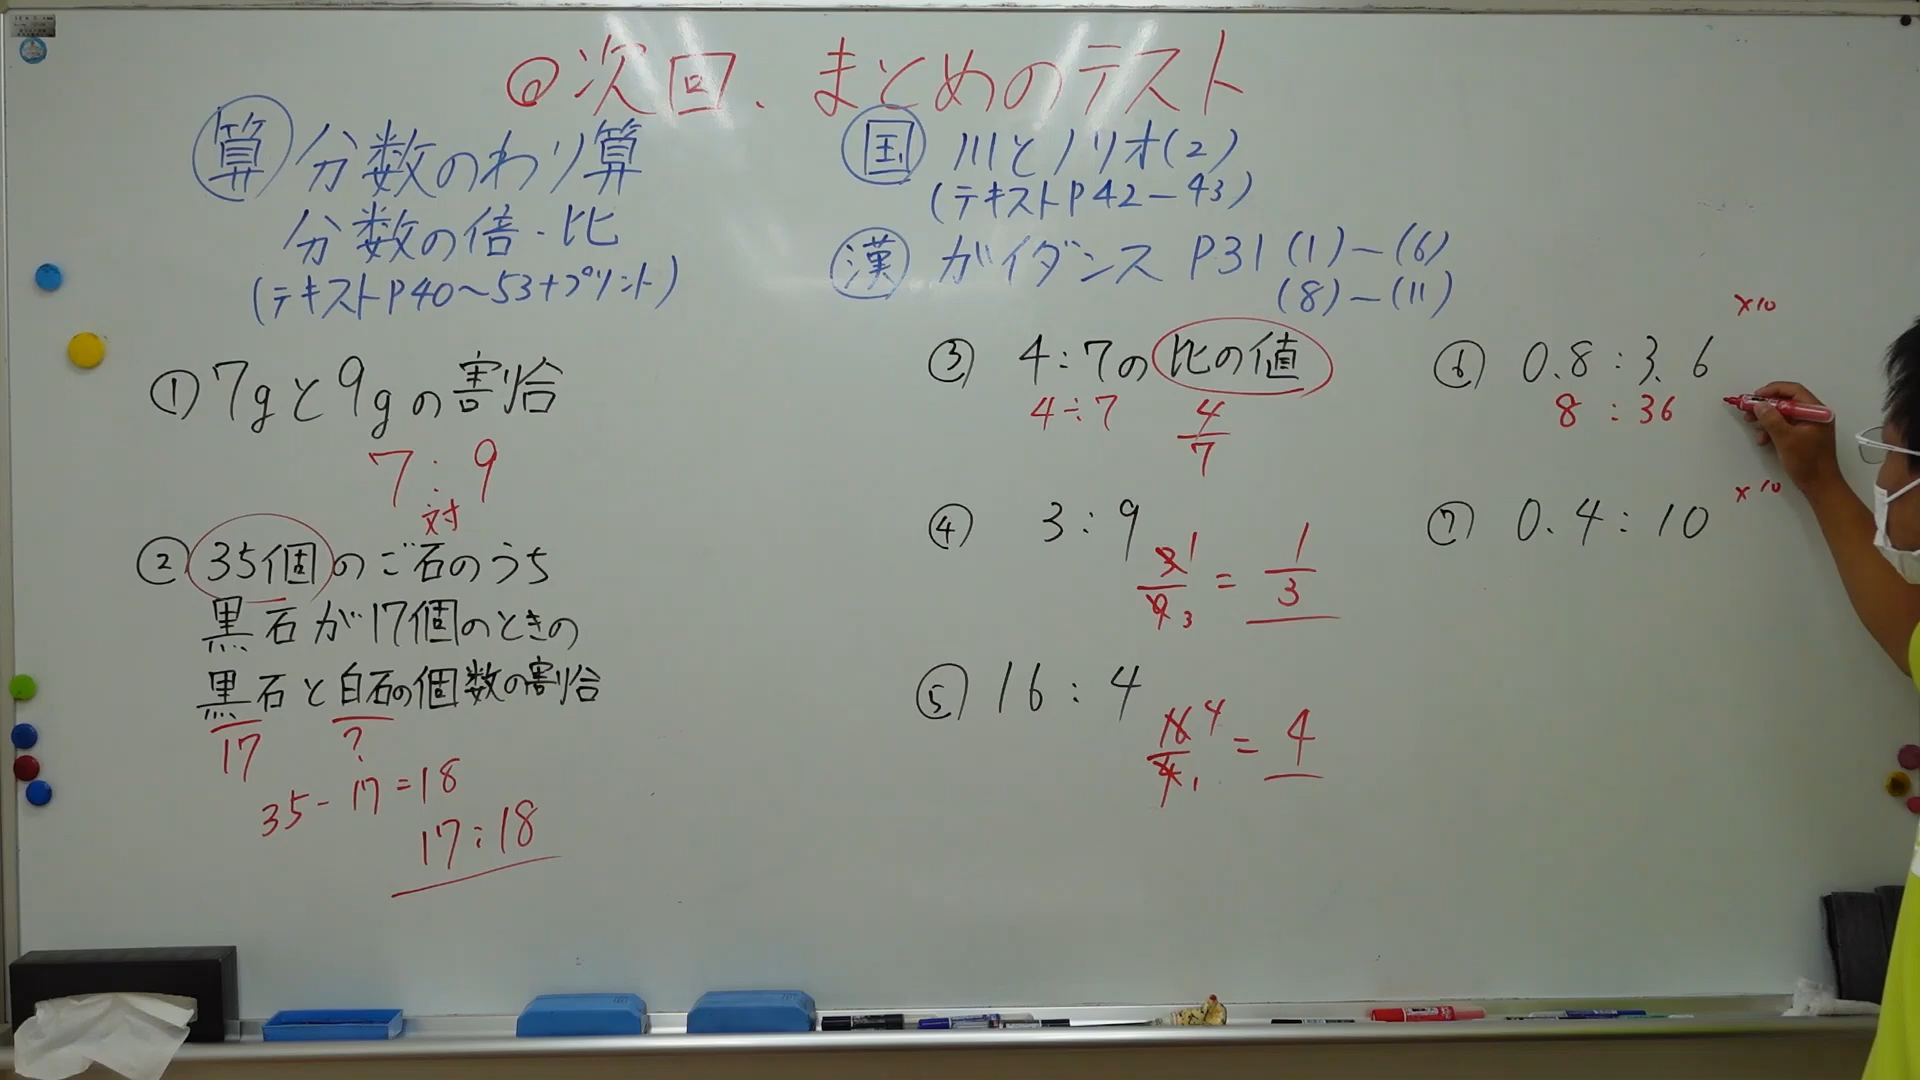 @次回、まとめのテスト
算 分数のわり算
分数の倍・比
(テキストP40〜53+プリント)
国 川とノリオ(2)
(テキストP42-43)
漢 ガイダンス P31 (1)-(6)
(8)-(11)
① 7gと9gの割合
7:9
対
② 35個のご石のうち
黒石が17個のときの
黒石と白石の個数の割合
17 ?
35-17=18
17:18
③ 4:7の比の値
4÷7 4/7
④ 3:9
3/9 1 3 = 1/3
⑤ 16:4
16/4 4 1 = 4
⑥ 0.8:3.6 ×10
8:36
⑦ 0.4:10 ×10